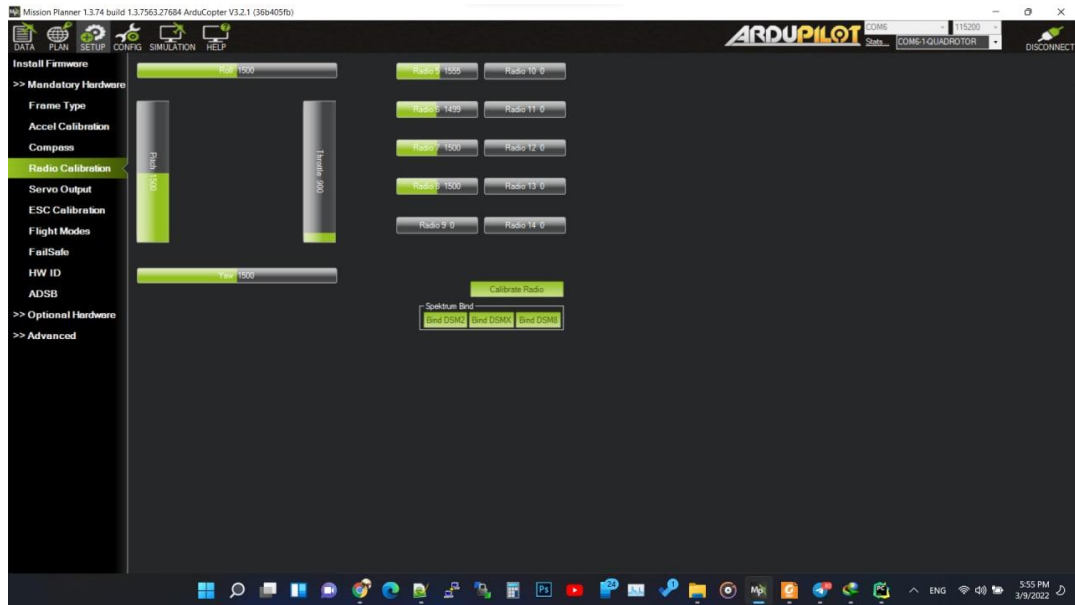 Mission Planner 1.3.74 build 1.3.7563.27684 ArduCopter V3.2.1 (36b405fb)
DATA PLAN SETUP CONFIG SIMULATION HELP
ARDUPILOT
COM6 115200
Stats... COM6-1-QUADROTOR
DISCONNECT
Install Firmware
>> Mandatory Hardware
Frame Type
Accel Calibration
Compass
Radio Calibration
Servo Output
ESC Calibration
Flight Modes
FailSafe
HW ID
ADSB
>> Optional Hardware
>> Advanced
Roll 1500
Pitch 1500
Throttle 900
Yaw 1500
Radio 5 1555 Radio 10 0
Radio 6 1499 Radio 11 0
Radio 7 1500 Radio 12 0
Radio 8 1500 Radio 13 0
Radio 9 0 Radio 14 0
Calibrate Radio
Spektrum Bind
Bind DSM2 Bind DSMX Bind DSM8
Ps
24
1
Mp
PC
ENG
5:55 PM
3/9/2022